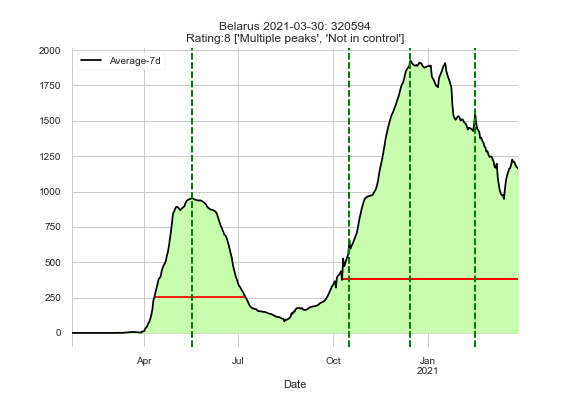 Belarus 2021-03-30: 320594
Rating:8 ['Multiple peaks', 'Not in control']
Average-7d
2000
1750
1500
1250
1000
750
500
250
0
Apr
Jul
Oct
Jan
2021
Date